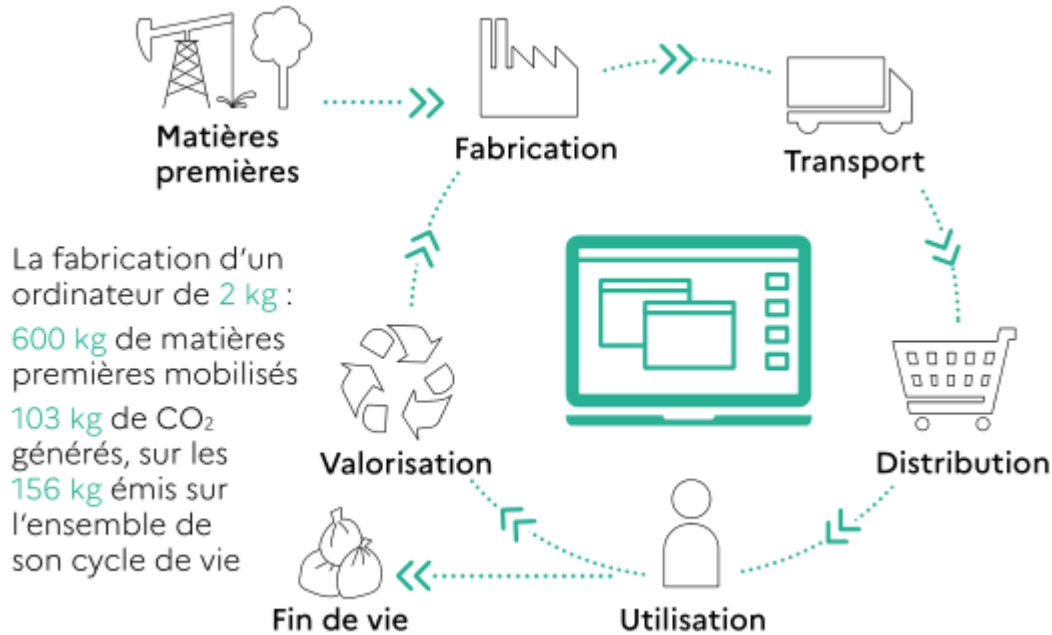 Matières
premières
Fabrication
Transport
La fabrication d'un
ordinateur de 2 kg :
600 kg de matières
premières mobilisés
103 kg de CO₂
générés, sur les
156 kg émis sur
l'ensemble de
son cycle de vie
Valorisation
Distribution
Fin de vie
Utilisation